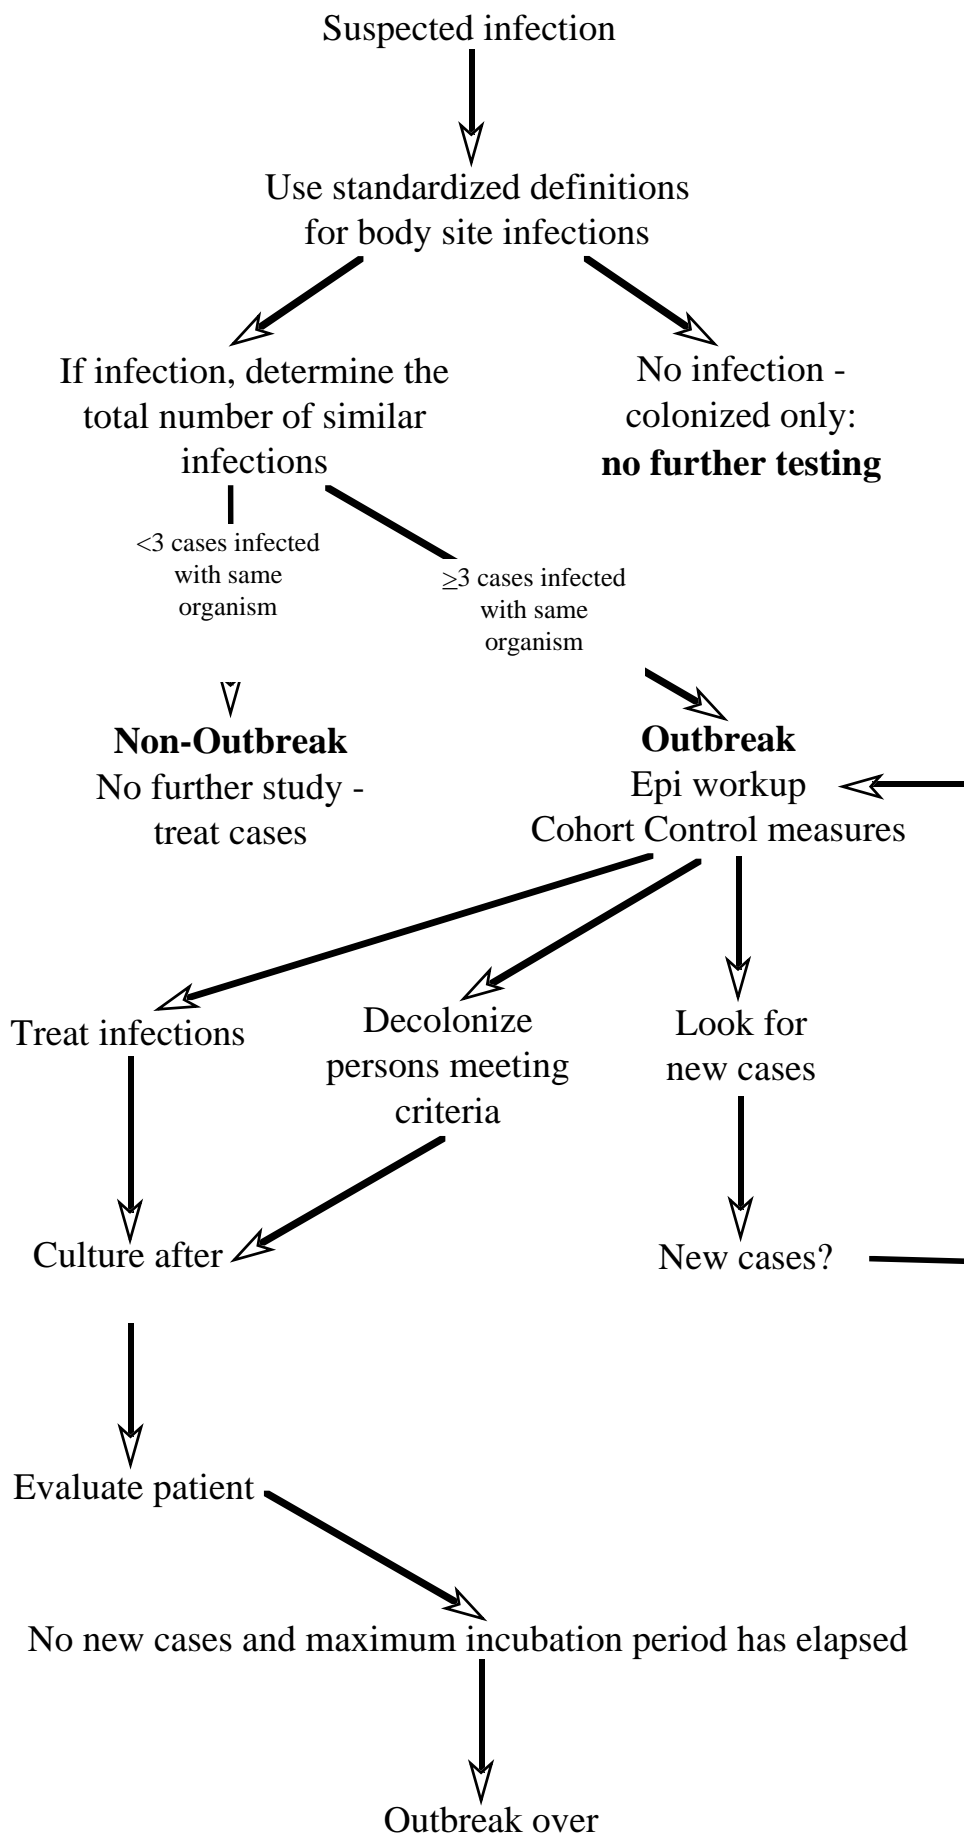 Suspected infection
Use standardized definitions
for body site infections
If infection, determine the
total number of similar
infections
No infection -
colonized only:
no further testing
<3 cases infected
with same
organism
≥3 cases infected
with same
organism
Non-Outbreak
No further study -
treat cases
Outbreak
Epi workup
Cohort Control measures
Treat infections
Decolonize
persons meeting
criteria
Look for
new cases
Culture after
New cases?
Evaluate patient
No new cases and maximum incubation period has elapsed
Outbreak over